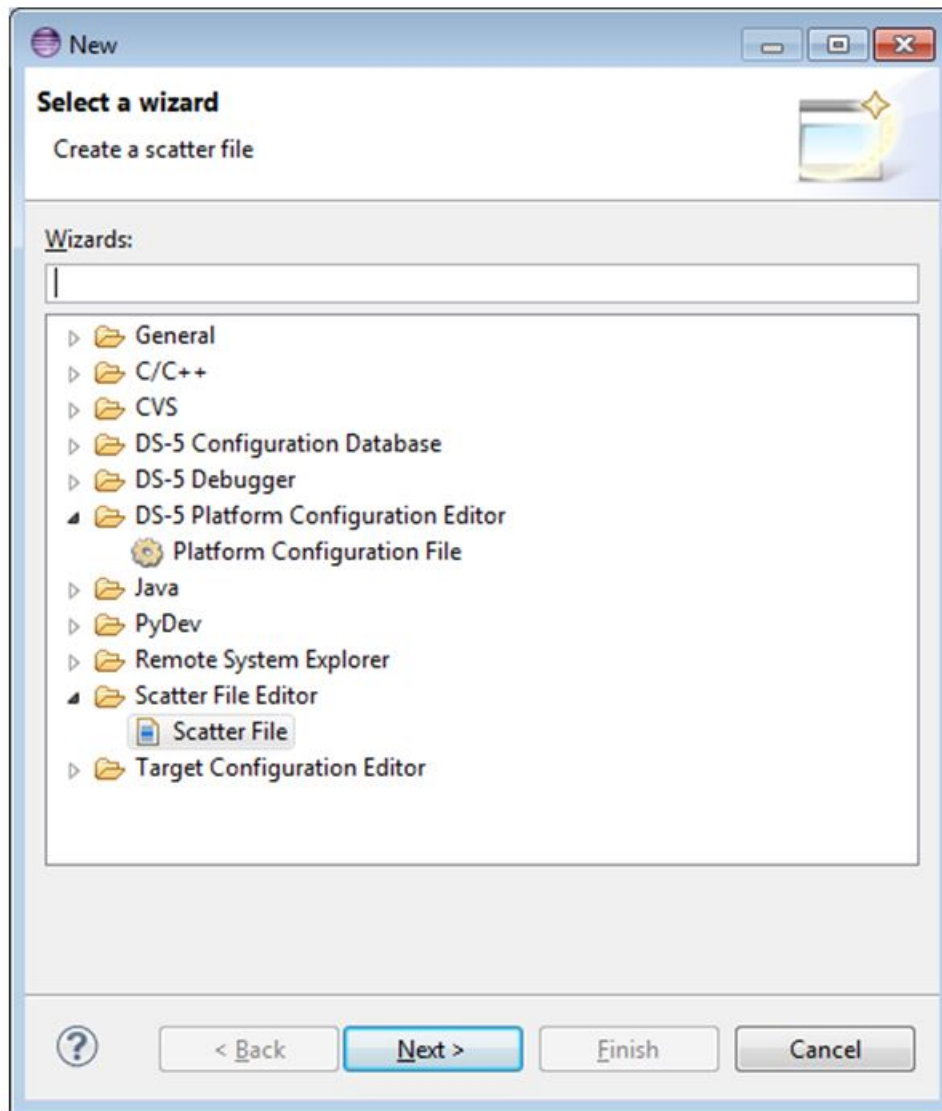 New
Select a wizard
Create a scatter file
Wizards:
General
C/C++
CVS
DS-5 Configuration Database
DS-5 Debugger
DS-5 Platform Configuration Editor
Platform Configuration File
Java
PyDev
Remote System Explorer
Scatter File Editor
Scatter File
Target Configuration Editor
? < Back Next > Finish Cancel